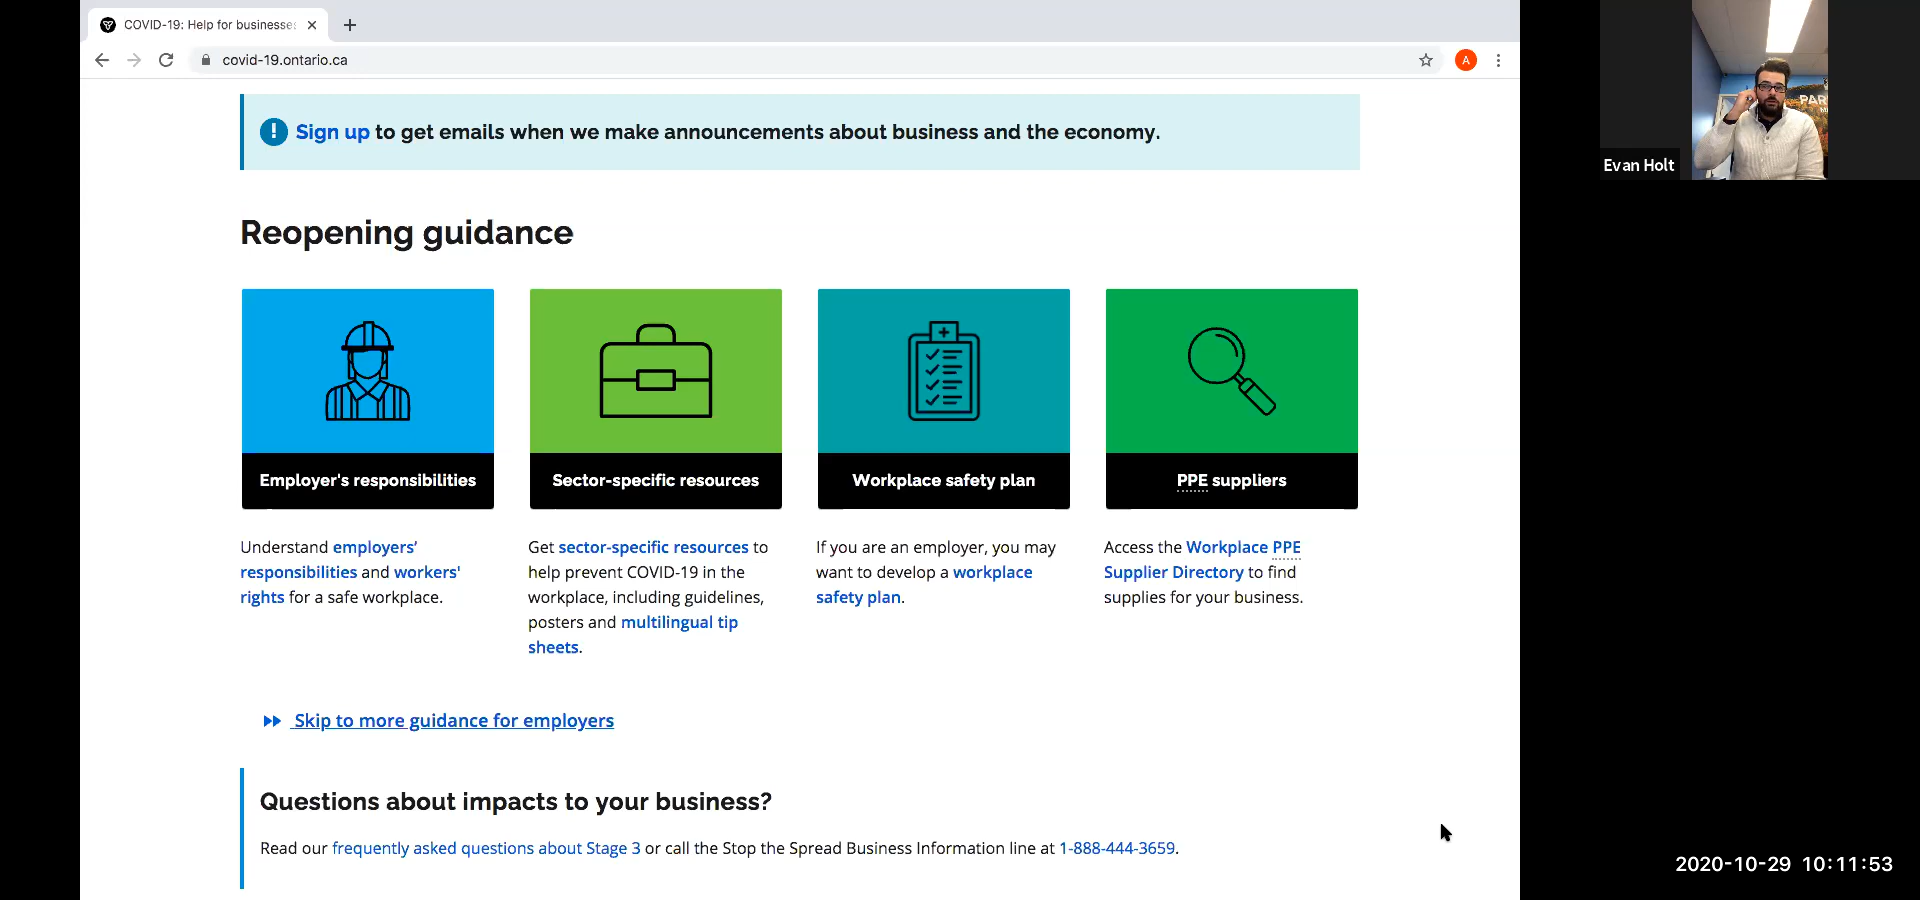 COVID-19: Help for businesses
covid-19.ontario.ca
A
Sign up to get emails when we make announcements about business and the economy.
Evan Holt
PAR
Reopening guidance
Employer's responsibilities
Sector-specific resources
Workplace safety plan
PPE suppliers
Understand employers’
responsibilities and workers'
rights for a safe workplace.
Get sector-specific resources to
help prevent COVID-19 in the
workplace, including guidelines,
posters and multilingual tip
sheets.
If you are an employer, you may
want to develop a workplace
safety plan.
Access the Workplace PPE
Supplier Directory to find
supplies for your business.
Skip to more guidance for employers
Questions about impacts to your business?
Read our frequently asked questions about Stage 3 or call the Stop the Spread Business Information line at 1-888-444-3659.
2020-10-29 10:11:53